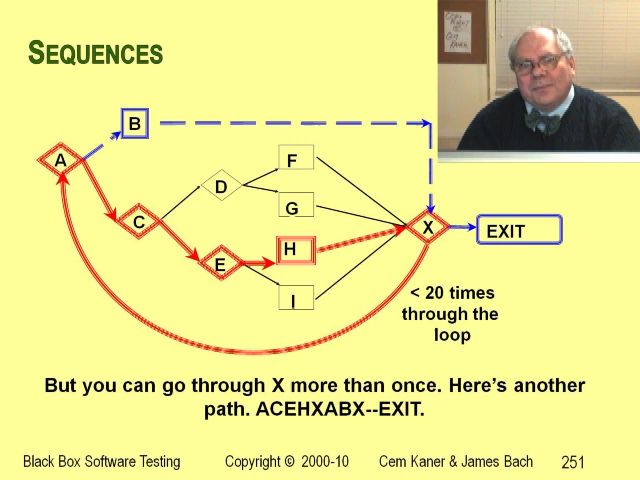 SEQUENCES
B
A
F
D
G
C
X
EXIT
H
E
I
< 20 times
through the
loop
But you can go through X more than once. Here’s another
path. ACEHXABX--EXIT.
Black Box Software Testing
Copyright © 2000-10
Cem Kaner & James Bach
251